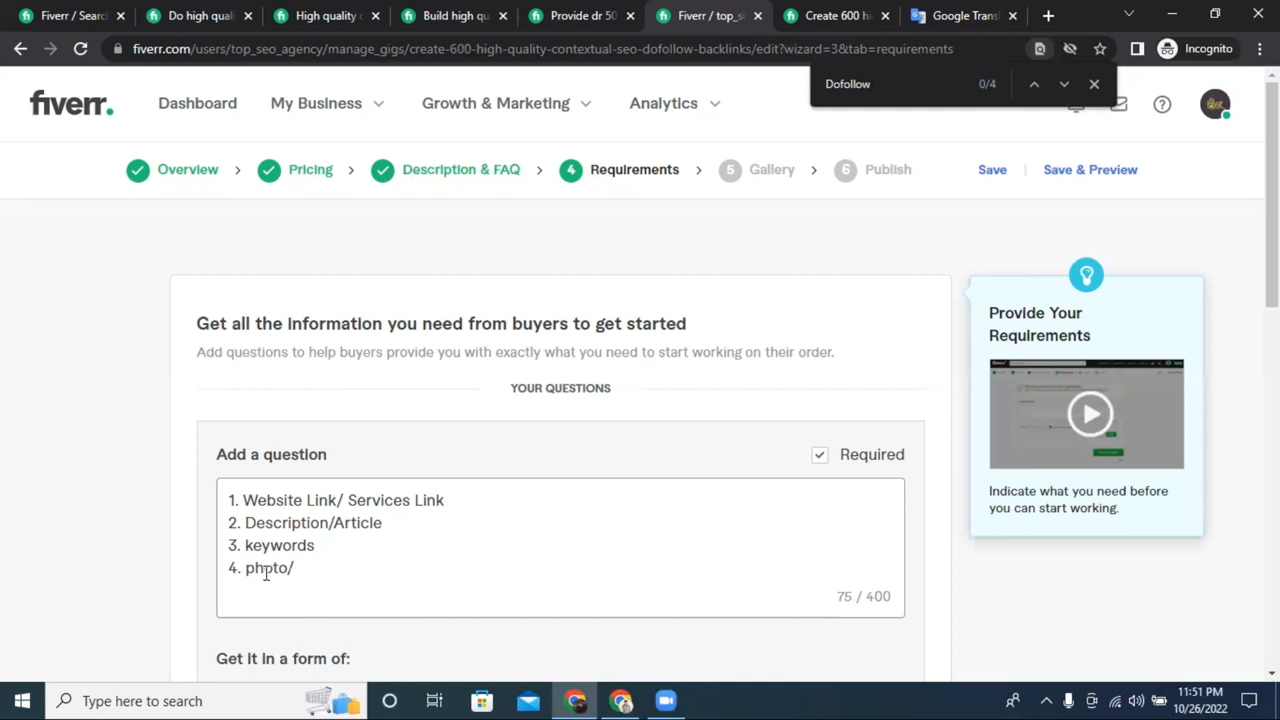 Fiverr / Sear
Do high quali
High quality
Build high qu
Provide dr 50
Fiverr / top_s
Create 600 hi
Google Trans
fiverr.com/users/top_seo_agency/manage_gigs/create-600-high-quality-contextual-seo-dofollow-backlinks/edit?wizard=3&tab=requirements
Incognito
Dofollow 0/4
fiverr. Dashboard My Business Growth & Marketing Analytics
Overview Pricing Description & FAQ 4 Requirements 5 Gallery 6 Publish Save Save & Preview
Get all the information you need from buyers to get started
Add questions to help buyers provide you with exactly what you need to start working on their order.
YOUR QUESTIONS
Add a question Required
1. Website Link/ Services Link
2. Description/Article
3. keywords
4. photo/
75 / 400
Get it in a form of:
Provide Your
Requirements
Indicate what you need before
you can start working.
Type here to search
11:51 PM
10/26/2022